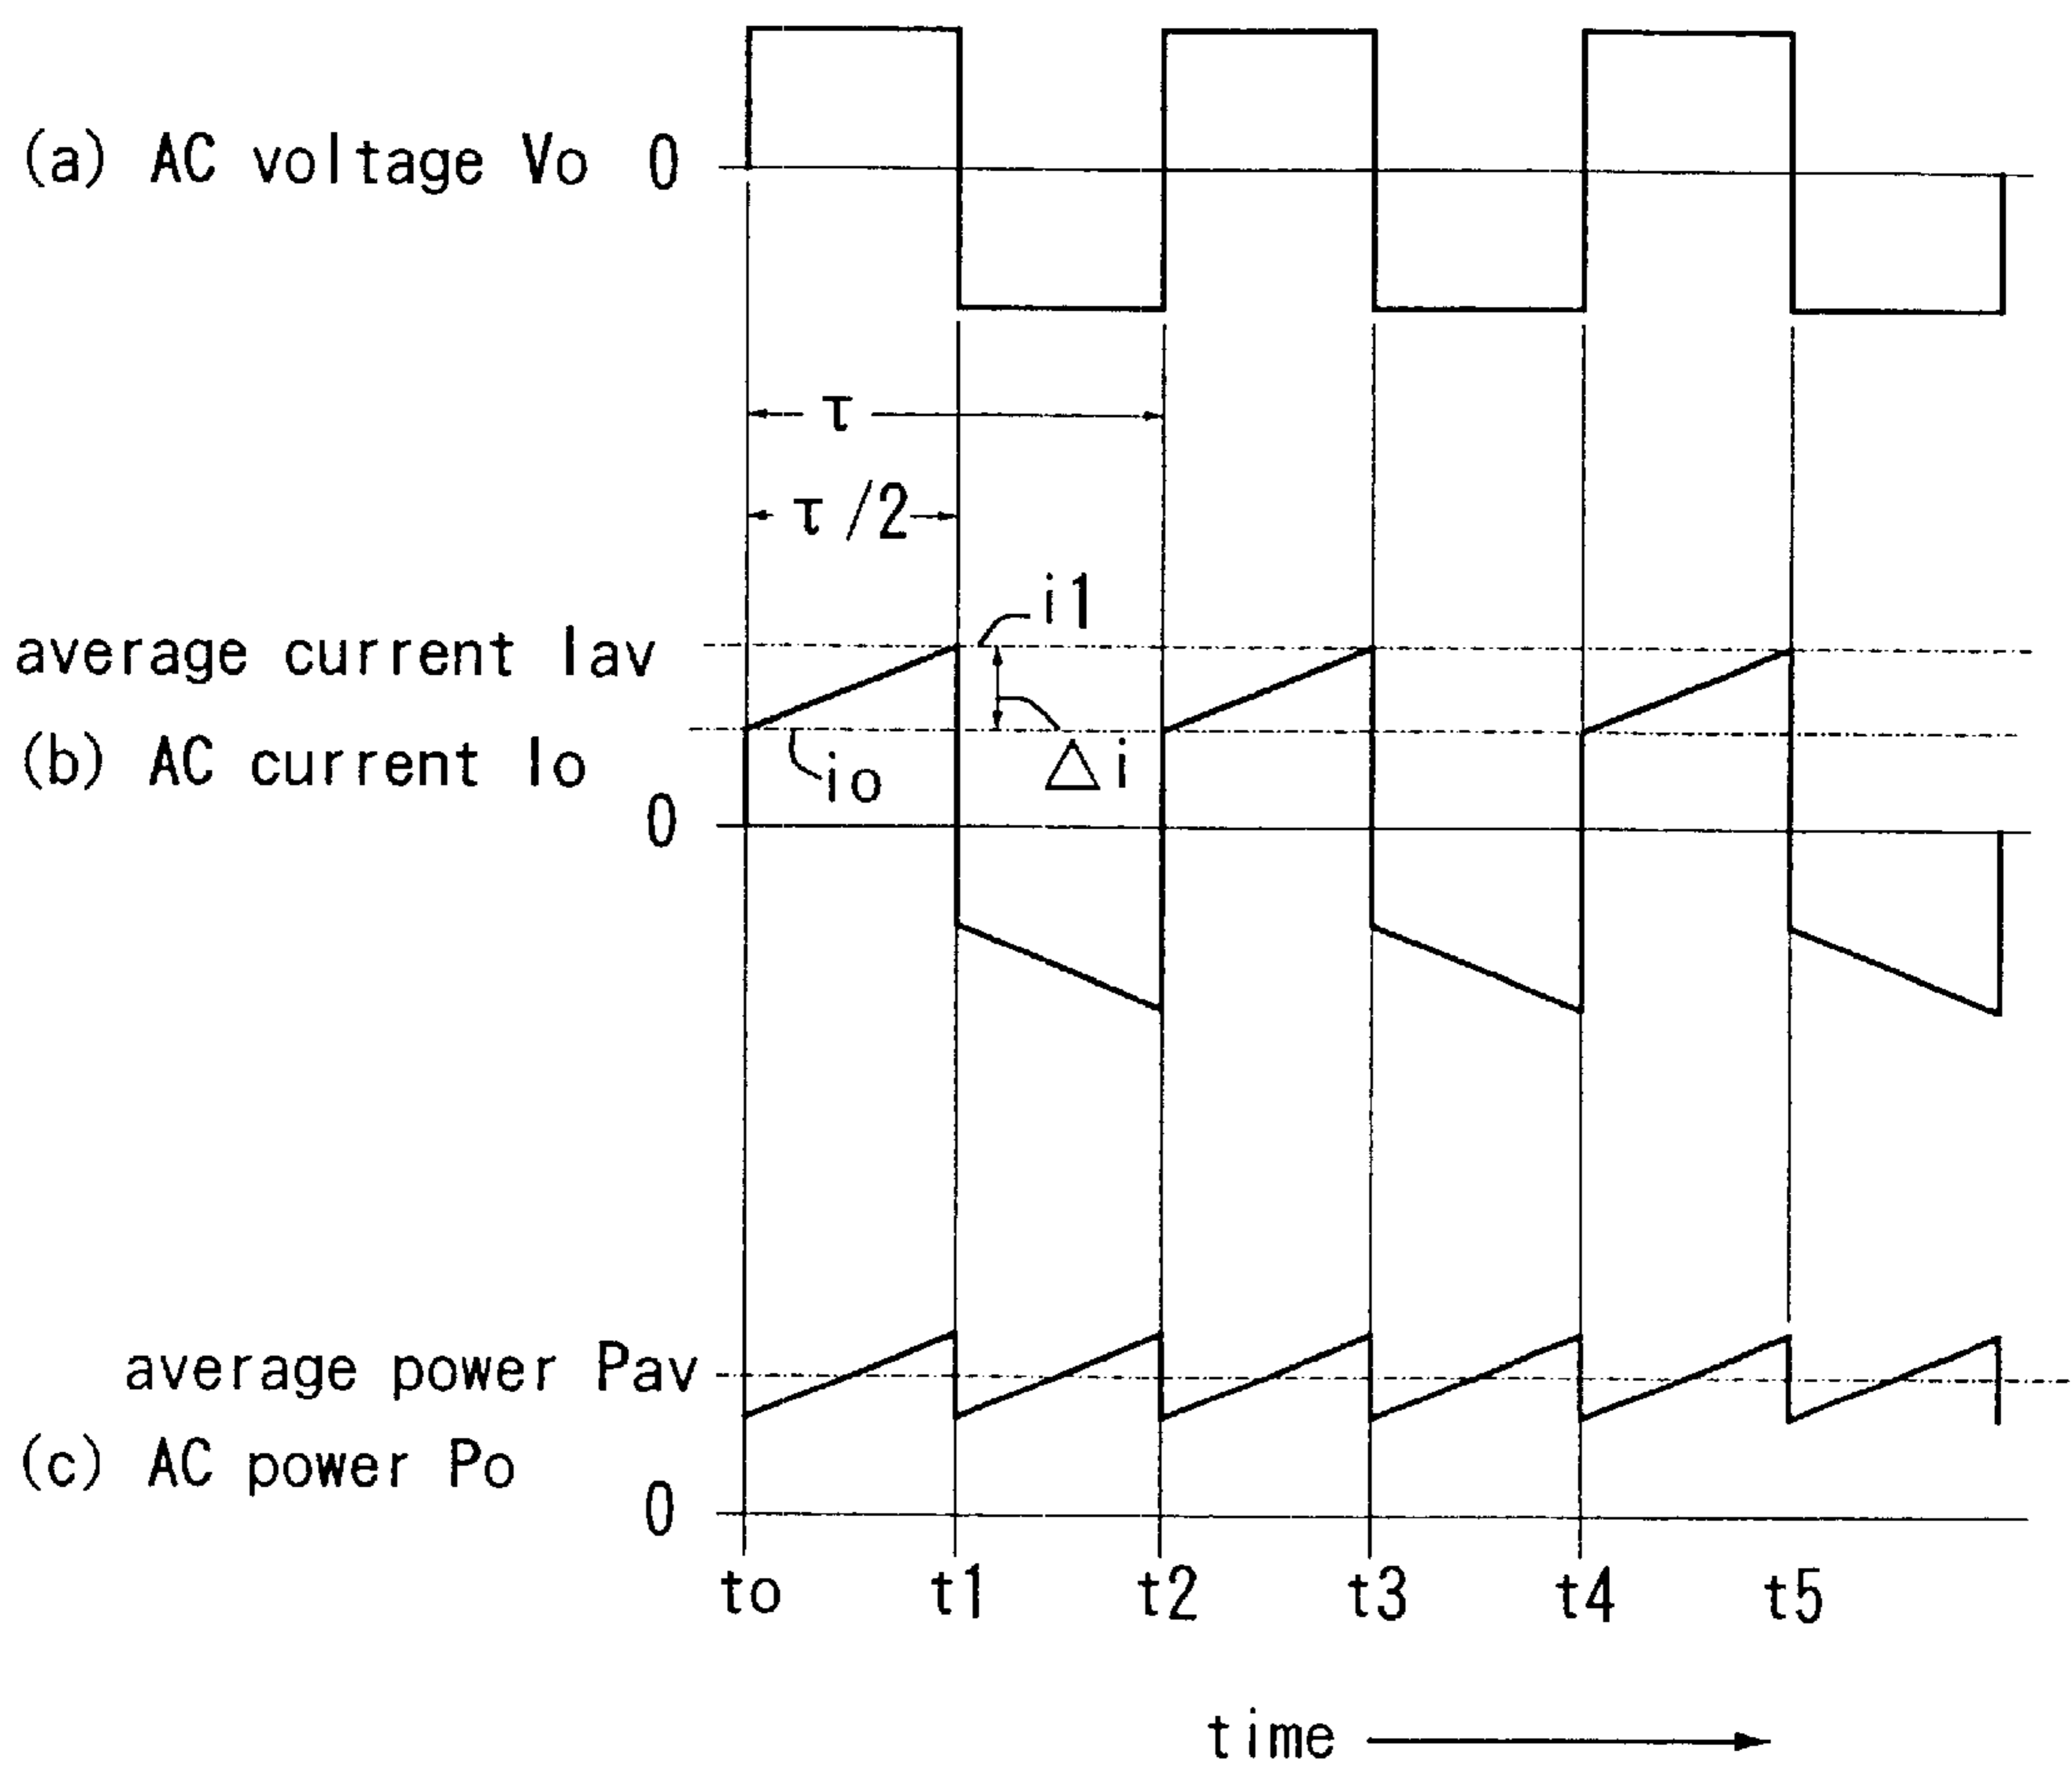 (a) AC voltage Vo 0
τ
τ/2
i1
average current Iav
(b) AC current Io
io
Δi
0
average power Pav
(c) AC power Po
0
to t1 t2 t3 t4 t5
time